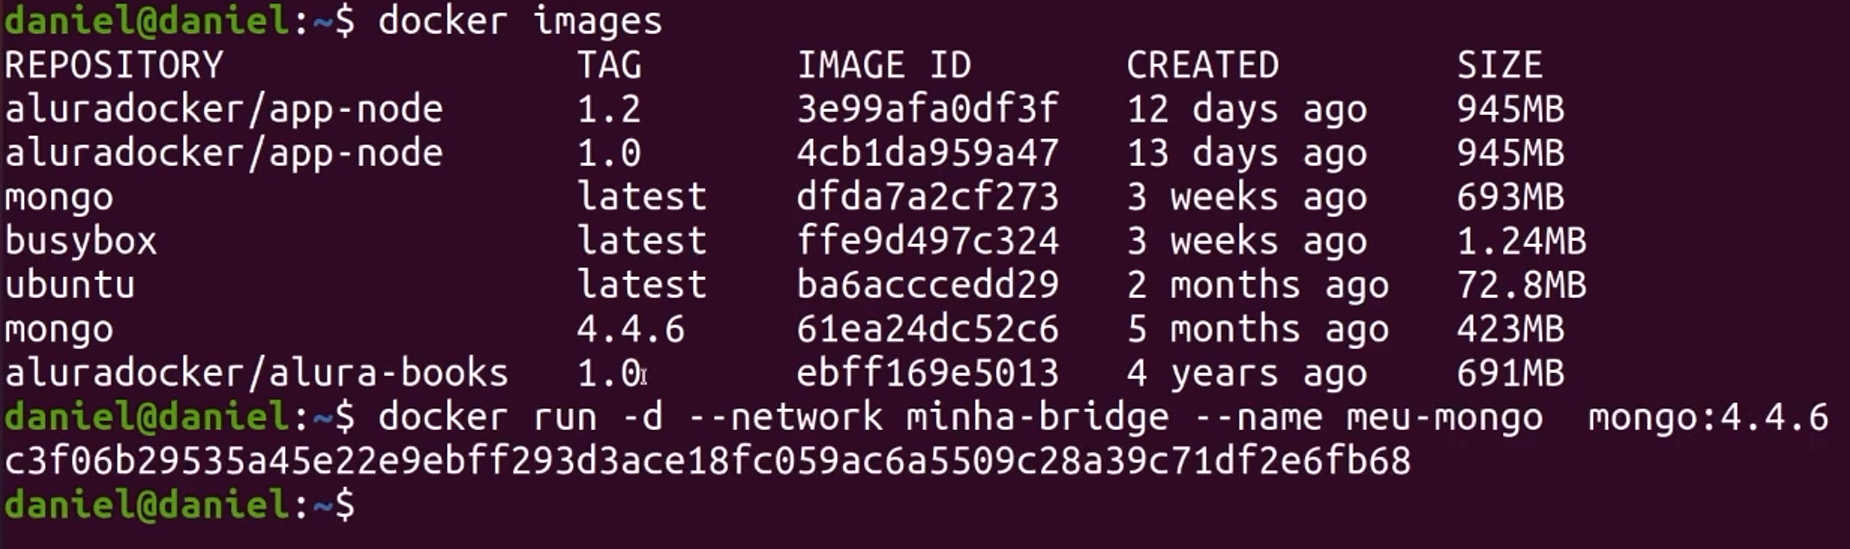 daniel@daniel:~$ docker images
REPOSITORY TAG IMAGE ID CREATED SIZE
aluradocker/app-node 1.2 3e99afa0df3f 12 days ago 945MB
aluradocker/app-node 1.0 4cb1da959a47 13 days ago 945MB
mongo latest dfda7a2cf273 3 weeks ago 693MB
busybox latest ffe9d497c324 3 weeks ago 1.24MB
ubuntu latest ba6acccedd29 2 months ago 72.8MB
mongo 4.4.6 61ea24dc52c6 5 months ago 423MB
aluradocker/alura-books 1.0 ebff169e5013 4 years ago 691MB
daniel@daniel:~$ docker run -d --network minha-bridge --name meu-mongo  mongo:4.4.6
c3f06b29535a45e22e9ebff293d3ace18fc059ac6a5509c28a39c71df2e6fb68
daniel@daniel:~$